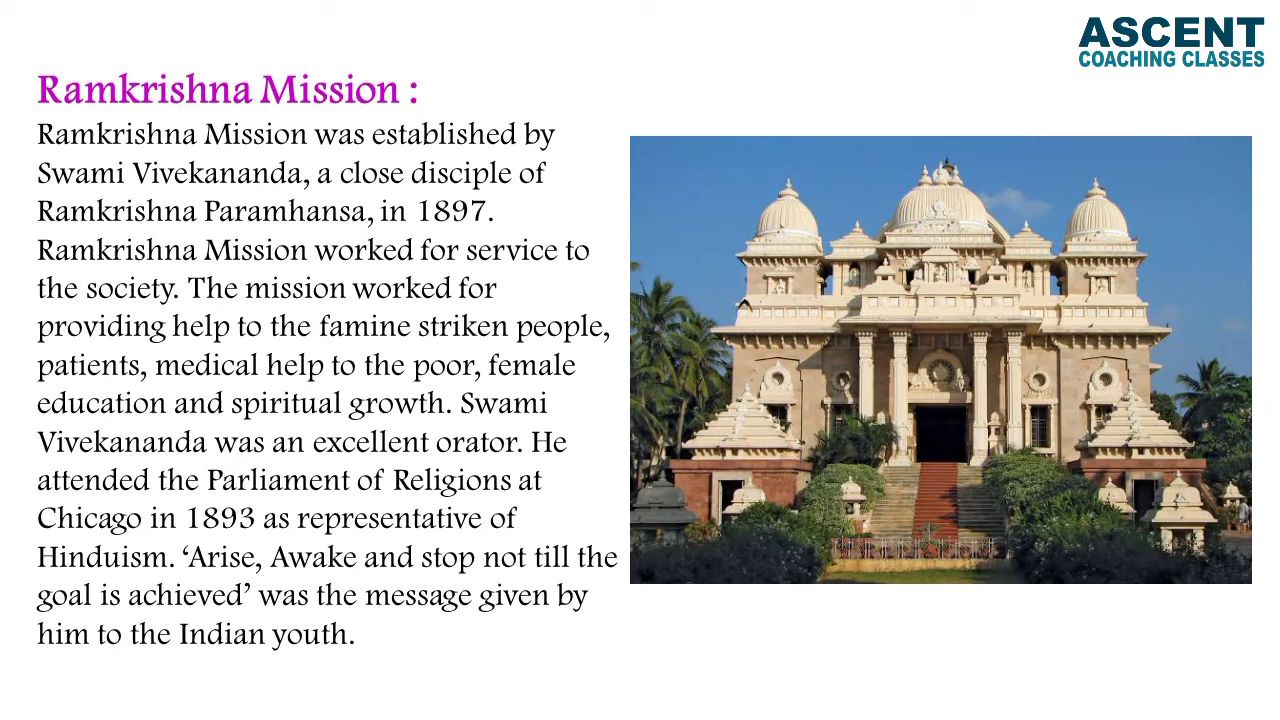 ASCENT
COACHING CLASSES
Ramkrishna Mission :
Ramkrishna Mission was established by
Swami Vivekananda, a close disciple of
Ramkrishna Paramhansa, in 1897.
Ramkrishna Mission worked for service to
the society. The mission worked for
providing help to the famine striken people,
patients, medical help to the poor, female
education and spiritual growth. Swami
Vivekananda was an excellent orator. He
attended the Parliament of Religions at
Chicago in 1893 as representative of
Hinduism. ‘Arise, Awake and stop not till the
goal is achieved’ was the message given by
him to the Indian youth.